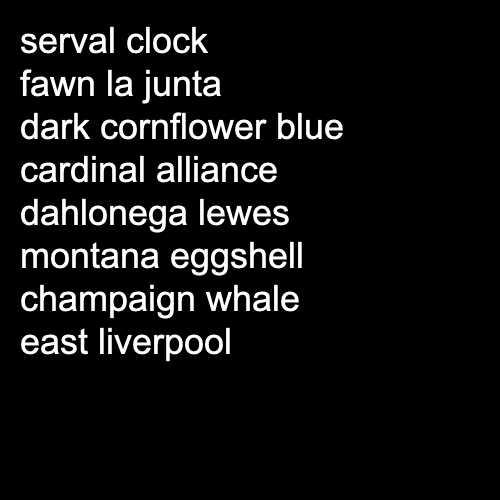 serval clock
fawn la junta
dark cornflower blue
cardinal alliance
dahlonega lewes
montana eggshell
champaign whale
east liverpool